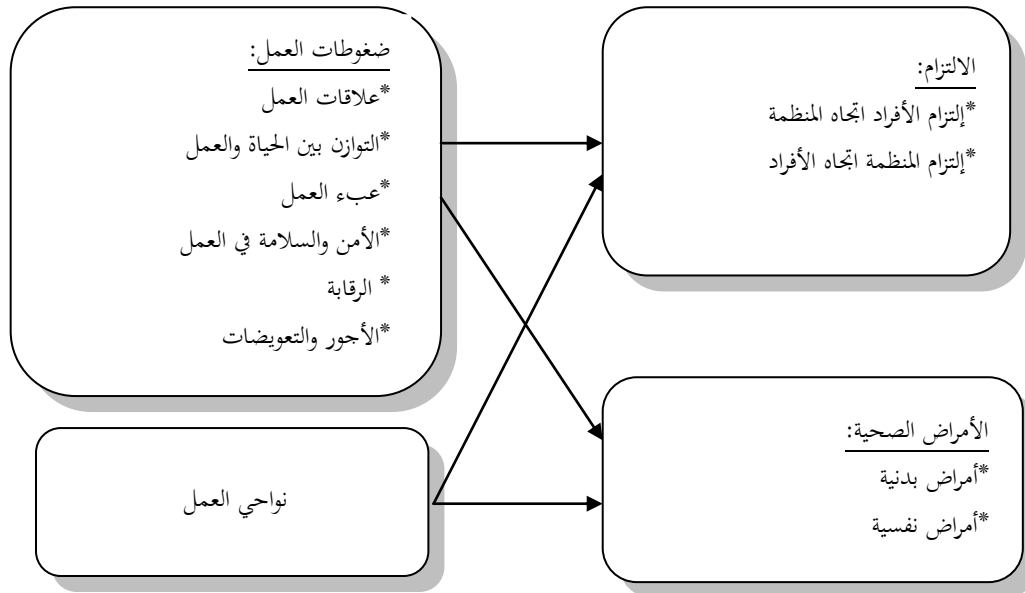 ضغوطات العمل:
*علاقات العمل
*التوازن بين الحياة والعمل
*عبء العمل
*الأمن والسلامة في العمل
* الرقابة
*الأجور والتعويضات
نواحي العمل
الالتزام:
*إلتزام الأفراد اتجاه المنظمة
*إلتزام المنظمة اتجاه الأفراد
الأمراض الصحية:
*أمراض بدنية
*أمراض نفسية